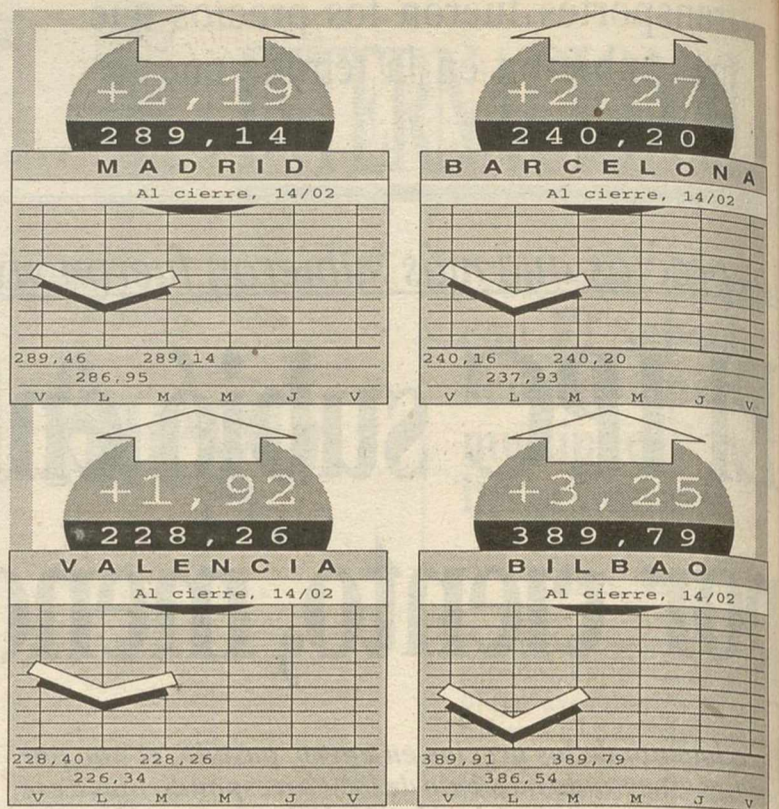 +2,19
289,14
MADRID
Al cierre, 14/02
289,46 289,14
286,95
V L M M J V
+2,27
240,20
BARCELONA
Al cierre, 14/02
240,16 240,20
237,93
V L M M J V
+1,92
228,26
VALENCIA
Al cierre, 14/02
228,40 228,26
226,34
V L M M J V
+3,25
389,79
BILBAO
Al cierre, 14/02
389,91 389,79
386,54
V L M M J V